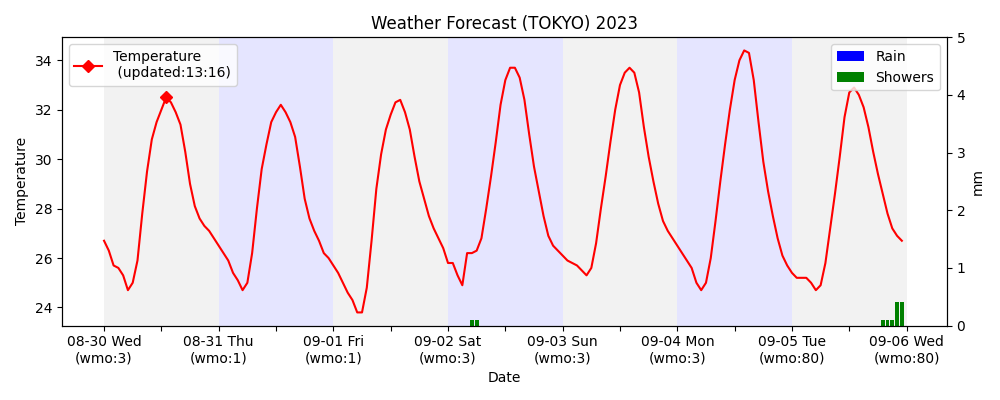 Weather Forecast (TOKYO) 2023
Temperature
(updated:13:16)
Rain
Showers
Temperature
34
32
30
28
26
24
5
4
3
2
1
0
mm
08-30 Wed
(wmo:3)
08-31 Thu
(wmo:1)
09-01 Fri
(wmo:1)
09-02 Sat
(wmo:3)
09-03 Sun
(wmo:3)
09-04 Mon
(wmo:3)
09-05 Tue
(wmo:80)
09-06 Wed
(wmo:80)
Date